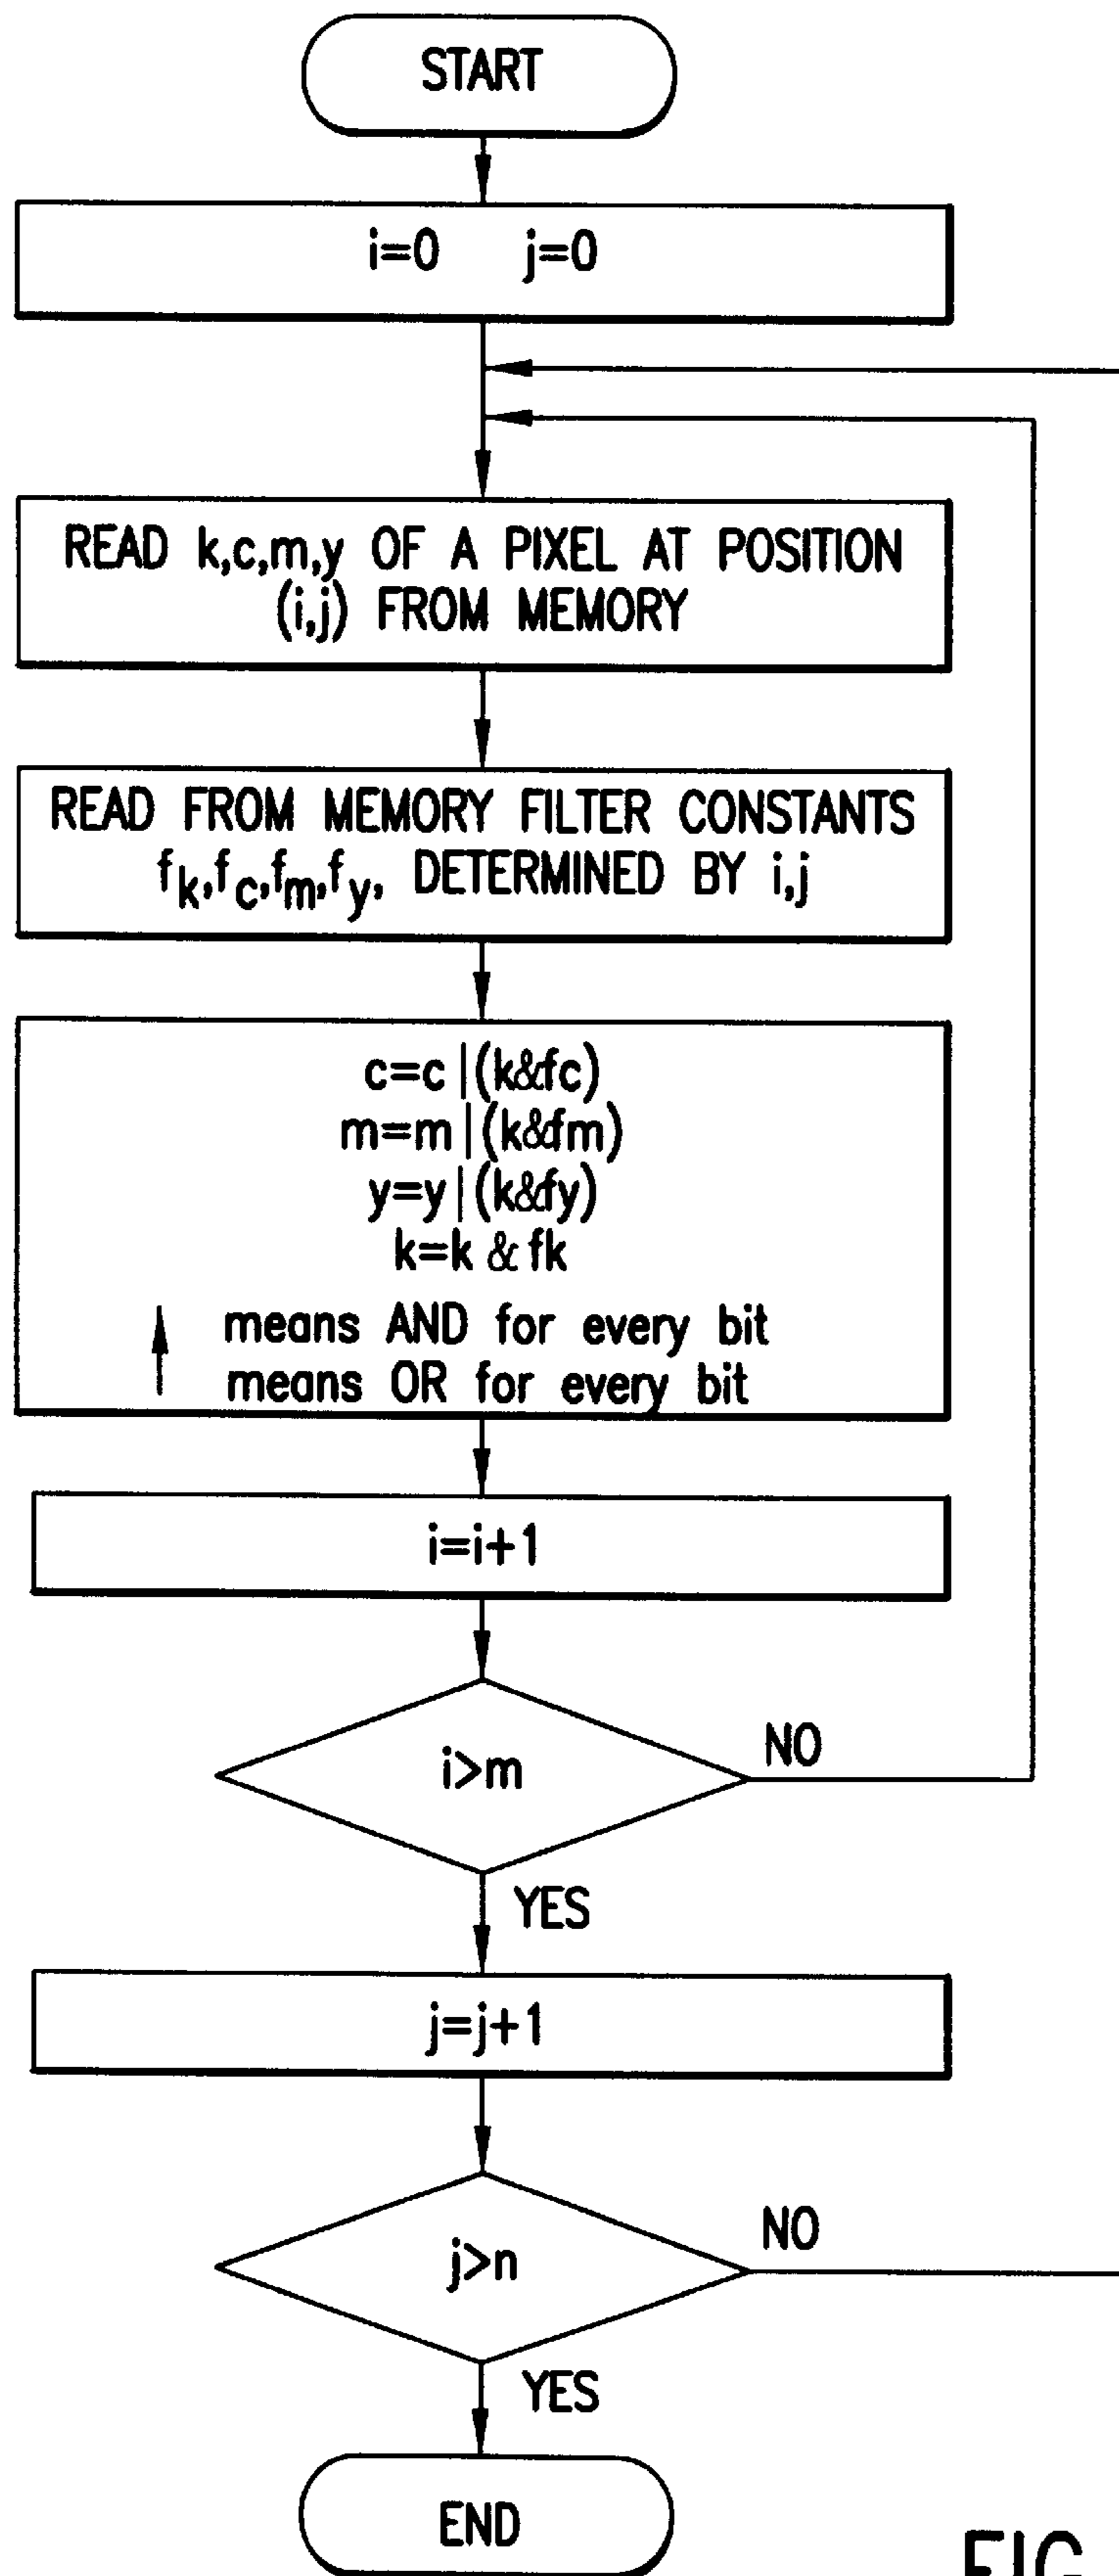 START
i=0 j=0
READ k,c,m,y OF A PIXEL AT POSITION
(i,j) FROM MEMORY
READ FROM MEMORY FILTER CONSTANTS
fk,fc,fm,fy, DETERMINED BY i,j
c=c|(k&fc)
m=m|(k&fm)
y=y|(k&fy)
k=k & fk
means AND for every bit
means OR for every bit
i=i+1
i>m
NO
YES
j=j+1
j>n
NO
YES
END
FIG